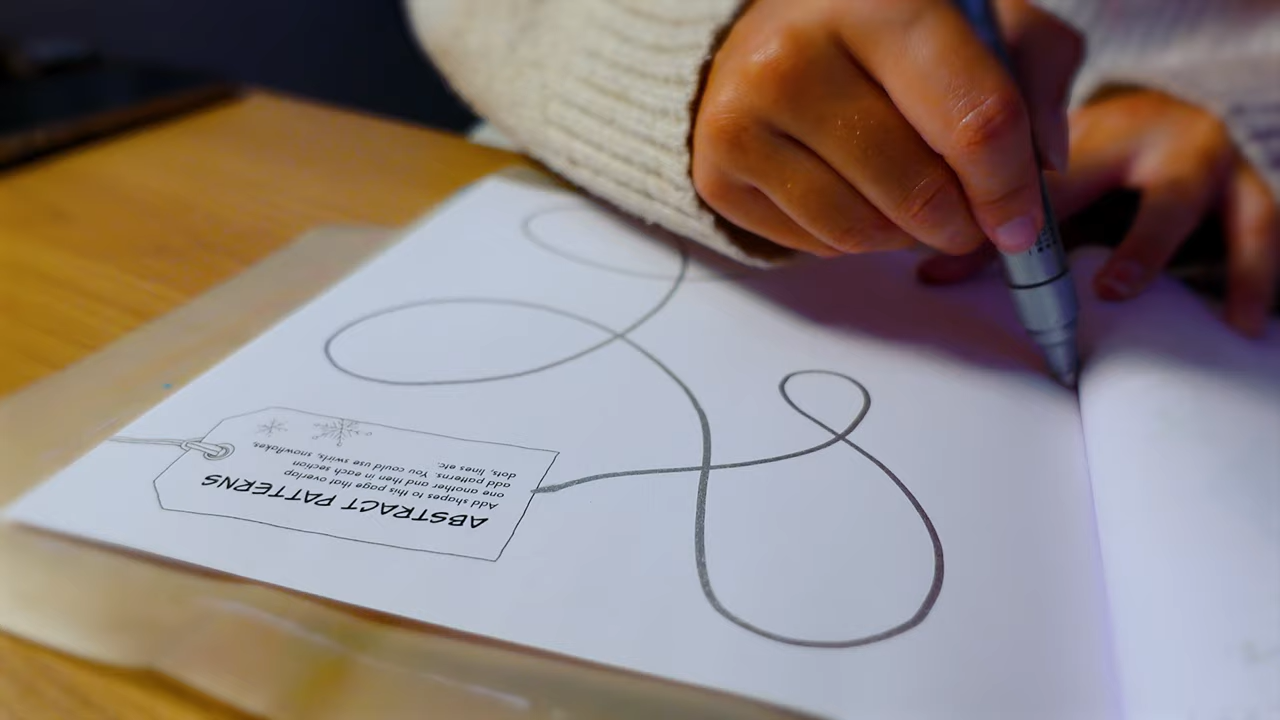 ABSTRACT PATTERNS
Add shapes to this page that overlap
one another and then in each section
add patterns. You could use swirls, snowflakes,
dots, lines etc.